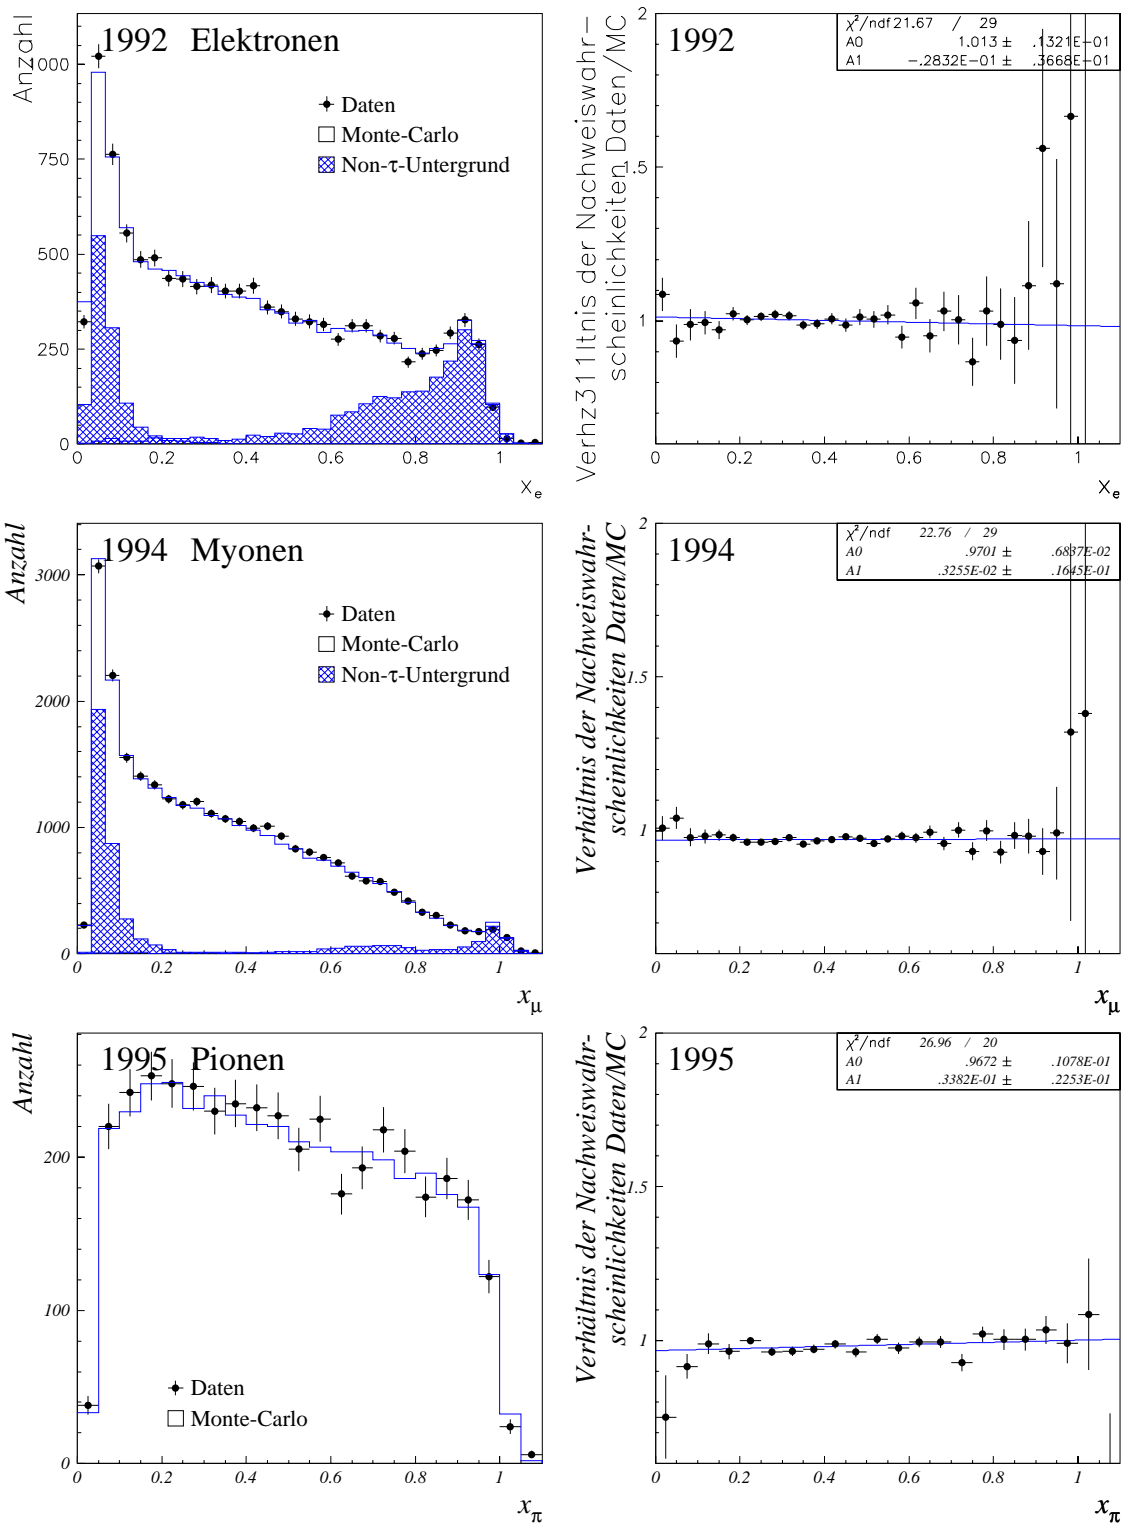 1992 Elektronen
Anzahl
Daten
Monte-Carlo
Non-τ-Untergrund
1000
750
500
250
0
0 0.2 0.4 0.6 0.8 1
Xe
1992
χ²/ndf 21.67 / 29
A0 1.013 ± .1321E-01
A1 -.2832E-01 ± .3668E-01
Verhz311ltnis der Nachweiswahr-
scheinlichkeiten Daten/MC
2
1.5
1
0 0.2 0.4 0.6 0.8 1
Xe
1994 Myonen
Anzahl
Daten
Monte-Carlo
Non-τ-Untergrund
3000
2000
1000
0
0 0.2 0.4 0.6 0.8 1
xμ
1994
χ²/ndf 22.76 / 29
A0 .9701 ± .6837E-02
A1 .3255E-02 ± .1645E-01
Verhältnis der Nachweiswahr-
scheinlichkeiten Daten/MC
2
1.5
1
0 0.2 0.4 0.6 0.8 1
xμ
1995 Pionen
Anzahl
200
100
0
Daten
Monte-Carlo
0 0.2 0.4 0.6 0.8 1
xπ
1995
χ²/ndf 26.96 / 20
A0 .9672 ± .1078E-01
A1 .3382E-01 ± .2253E-01
Verhältnis der Nachweiswahr-
scheinlichkeiten Daten/MC
2
1.5
1
0 0.2 0.4 0.6 0.8 1
xπ